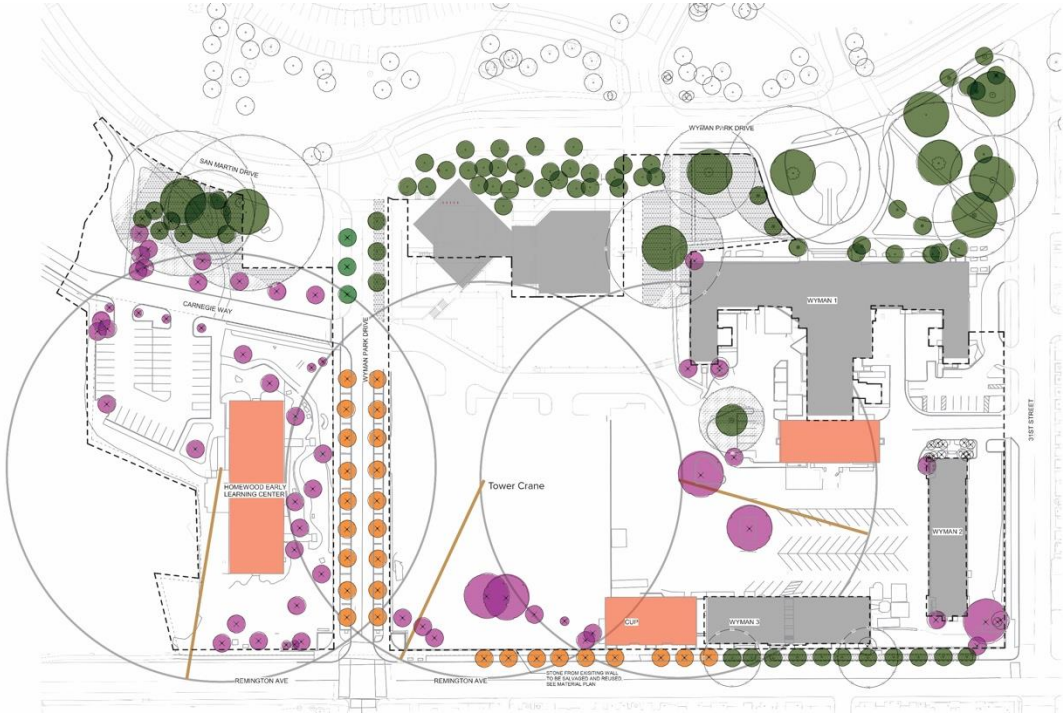 WYMAN PARK DRIVE
SAN MARTIN DRIVE
CARNEGIE WAY
WYMAN PARK DRIVE
WYMAN 1
31ST STREET
HOMEWOOD EARLY
LEARNING CENTER
Tower Crane
WYMAN 2
CUP
WYMAN 3
REMINGTON AVE
REMINGTON AVE
STONE FROM EXISITING WALL
TO BE SALVAGED AND REUSED
SEE MATERIAL PLAN